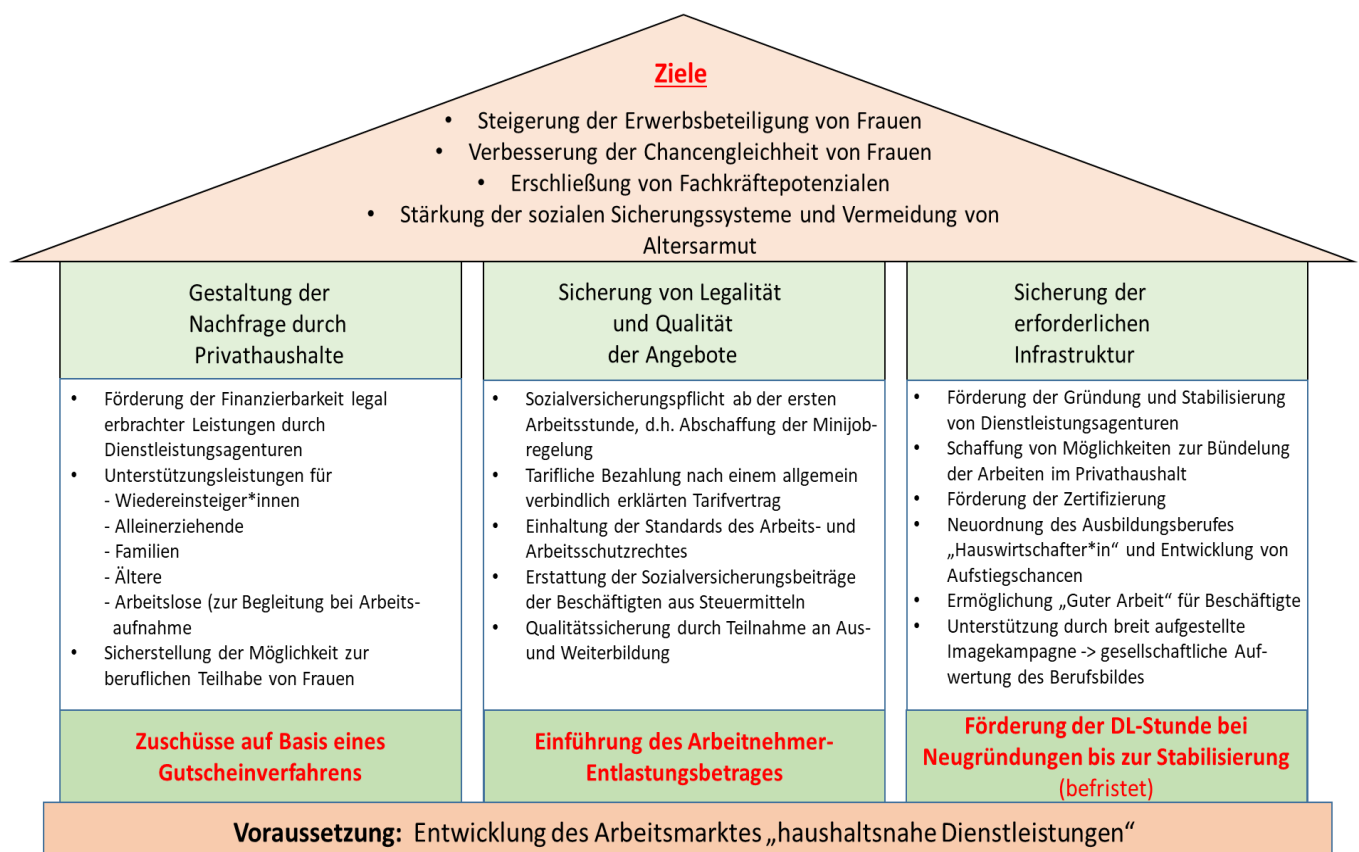 Ziele
• Steigerung der Erwerbsbeteiligung von Frauen
• Verbesserung der Chancengleichheit von Frauen
• Erschließung von Fachkräftepotenzialen
• Stärkung der sozialen Sicherungssysteme und Vermeidung von
Altersarmut
Gestaltung der
Nachfrage durch
Privathaushalte
• Förderung der Finanzierbarkeit legal
erbrachter Leistungen durch
Dienstleistungsagenturen
• Unterstützungsleistungen für
- Wiedereinsteiger*innen
- Alleinerziehende
- Familien
- Ältere
- Arbeitslose (zur Begleitung bei Arbeits-
aufnahme
• Sicherstellung der Möglichkeit zur
beruflichen Teilhabe von Frauen
Zuschüsse auf Basis eines
Gutscheinverfahrens
Sicherung von Legalität
und Qualität
der Angebote
• Sozialversicherungspflicht ab der ersten
Arbeitsstunde, d.h. Abschaffung der Minijob-
regelung
• Tarifliche Bezahlung nach einem allgemein
verbindlich erklärten Tarifvertrag
• Einhaltung der Standards des Arbeits- und
Arbeitsschutzrechtes
• Erstattung der Sozialversicherungsbeiträge
der Beschäftigten aus Steuermitteln
• Qualitätssicherung durch Teilnahme an Aus-
und Weiterbildung
Einführung des Arbeitnehmer-
Entlastungsbetrages
Sicherung der
erforderlichen
Infrastruktur
• Förderung der Gründung und Stabilisierung
von Dienstleistungsagenturen
• Schaffung von Möglichkeiten zur Bündelung
der Arbeiten im Privathaushalt
• Förderung der Zertifizierung
• Neuordnung des Ausbildungsberufes
„Hauswirtschafter*in“ und Entwicklung von
Aufstiegschancen
• Ermöglichung „Guter Arbeit“ für Beschäftigte
• Unterstützung durch breit aufgestellte
Imagekampagne -> gesellschaftliche Auf-
wertung des Berufsbildes
Förderung der DL-Stunde bei
Neugründungen bis zur Stabilisierung
(befristet)
Voraussetzung: Entwicklung des Arbeitsmarktes „haushaltsnahe Dienstleistungen“